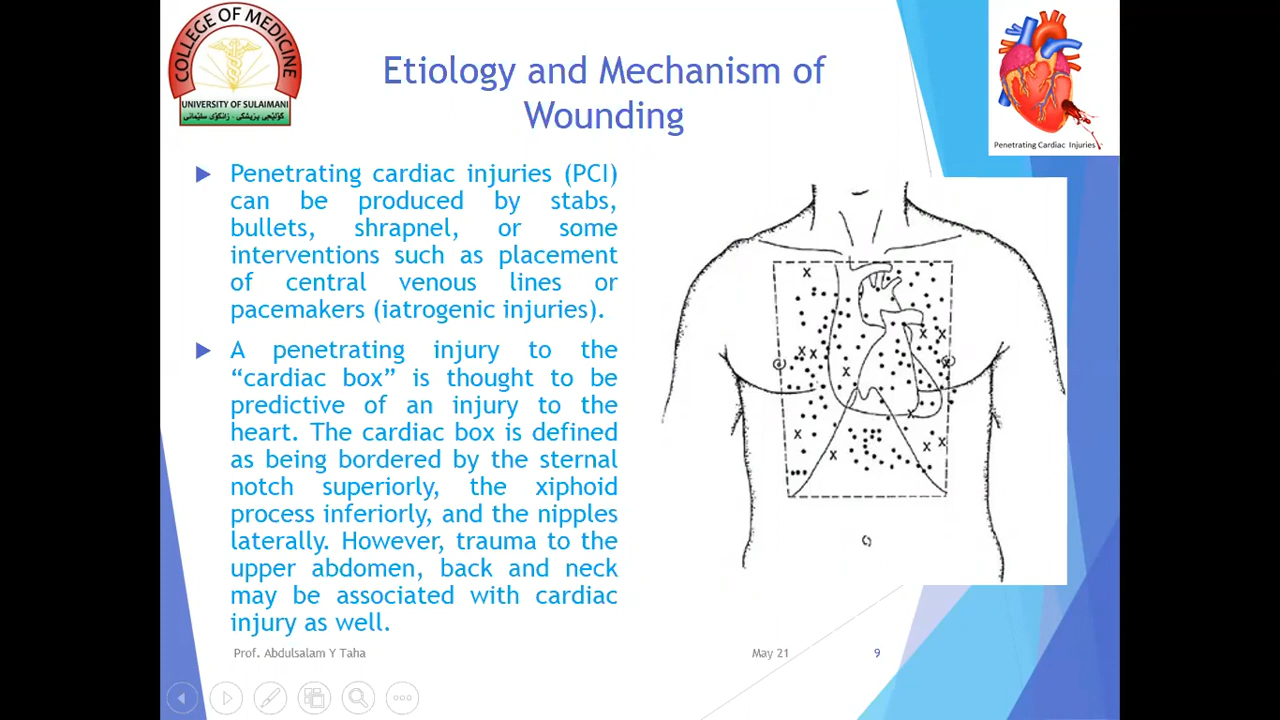 COLLEGE OF MEDICINE
UNIVERSITY OF SULAIMANI
کۆلێجی پزیشکی - زانکۆی سلێمانی
Etiology and Mechanism of
Wounding
Penetrating Cardiac Injuries
Penetrating cardiac injuries (PCI)
can be produced by stabs,
bullets, shrapnel, or some
interventions such as placement
of central venous lines or
pacemakers (iatrogenic injuries).
A penetrating injury to the
“cardiac box” is thought to be
predictive of an injury to the
heart. The cardiac box is defined
as being bordered by the sternal
notch superiorly, the xiphoid
process inferiorly, and the nipples
laterally. However, trauma to the
upper abdomen, back and neck
may be associated with cardiac
injury as well.
Prof. Abdulsalam Y Taha
May 21
9